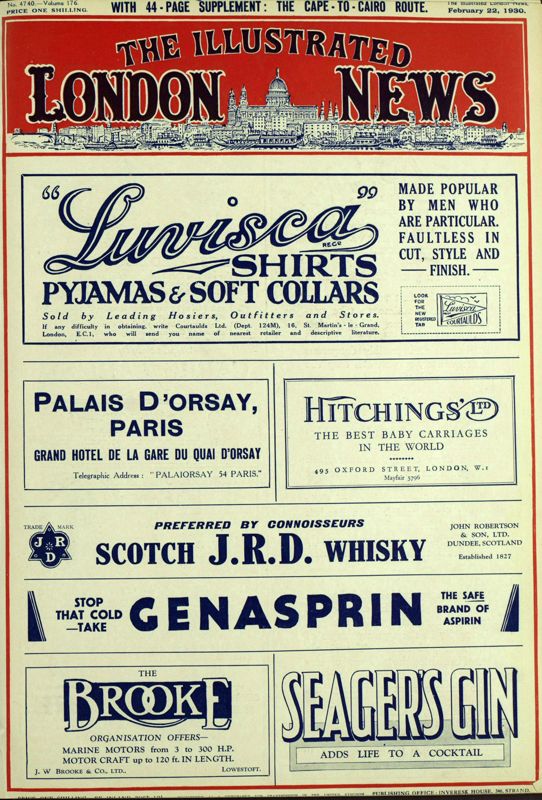 No. 4740.—Volume 176.
PRICE ONE SHILLING.
WITH 44-PAGE SUPPLEMENT: THE CAPE-TO-CAIRO ROUTE.
The Illustrated London News,
February 22, 1930.
THE ILLUSTRATED
LONDON NEWS
"Luvisca"
REGD
SHIRTS
PYJAMAS & SOFT COLLARS
Sold by Leading Hosiers, Outfitters and Stores.
If any difficulty in obtaining, write Courtaulds Ltd. (Dept. 124M), 16, St. Martin's-le-Grand,
London, E.C.1, who will send you name of nearest retailer and descriptive literature.
MADE POPULAR
BY MEN WHO
ARE PARTICULAR.
FAULTLESS IN
CUT, STYLE AND
— FINISH. —
LOOK
FOR
THE
NEW
REGISTERED
TAB
Luvisca
COURTAULDS
PALAIS D'ORSAY,
PARIS
GRAND HOTEL DE LA GARE DU QUAI D'ORSAY
Telegraphic Address: "PALAIORSAY 54 PARIS."
HITCHINGS' LTD
THE BEST BABY CARRIAGES
IN THE WORLD
495 OXFORD STREET, LONDON, W.1
Mayfair 5796
TRADE MARK
J R
D
PREFERRED BY CONNOISSEURS
SCOTCH J.R.D. WHISKY
JOHN ROBERTSON
& SON, LTD.
DUNDEE, SCOTLAND
Established 1827
STOP
THAT COLD
—TAKE
GENASPRIN
THE SAFE
BRAND OF
ASPIRIN
THE
BROOKE
ORGANISATION OFFERS—
MARINE MOTORS from 3 to 300 H.P.
MOTOR CRAFT up to 120 ft. IN LENGTH.
J. W. BROOKE & CO., LTD., LOWESTOFT.
SEAGER'S GIN
ADDS LIFE TO A COCKTAIL
PUBLISHING OFFICE: INVERESK HOUSE, 346, STRAND,